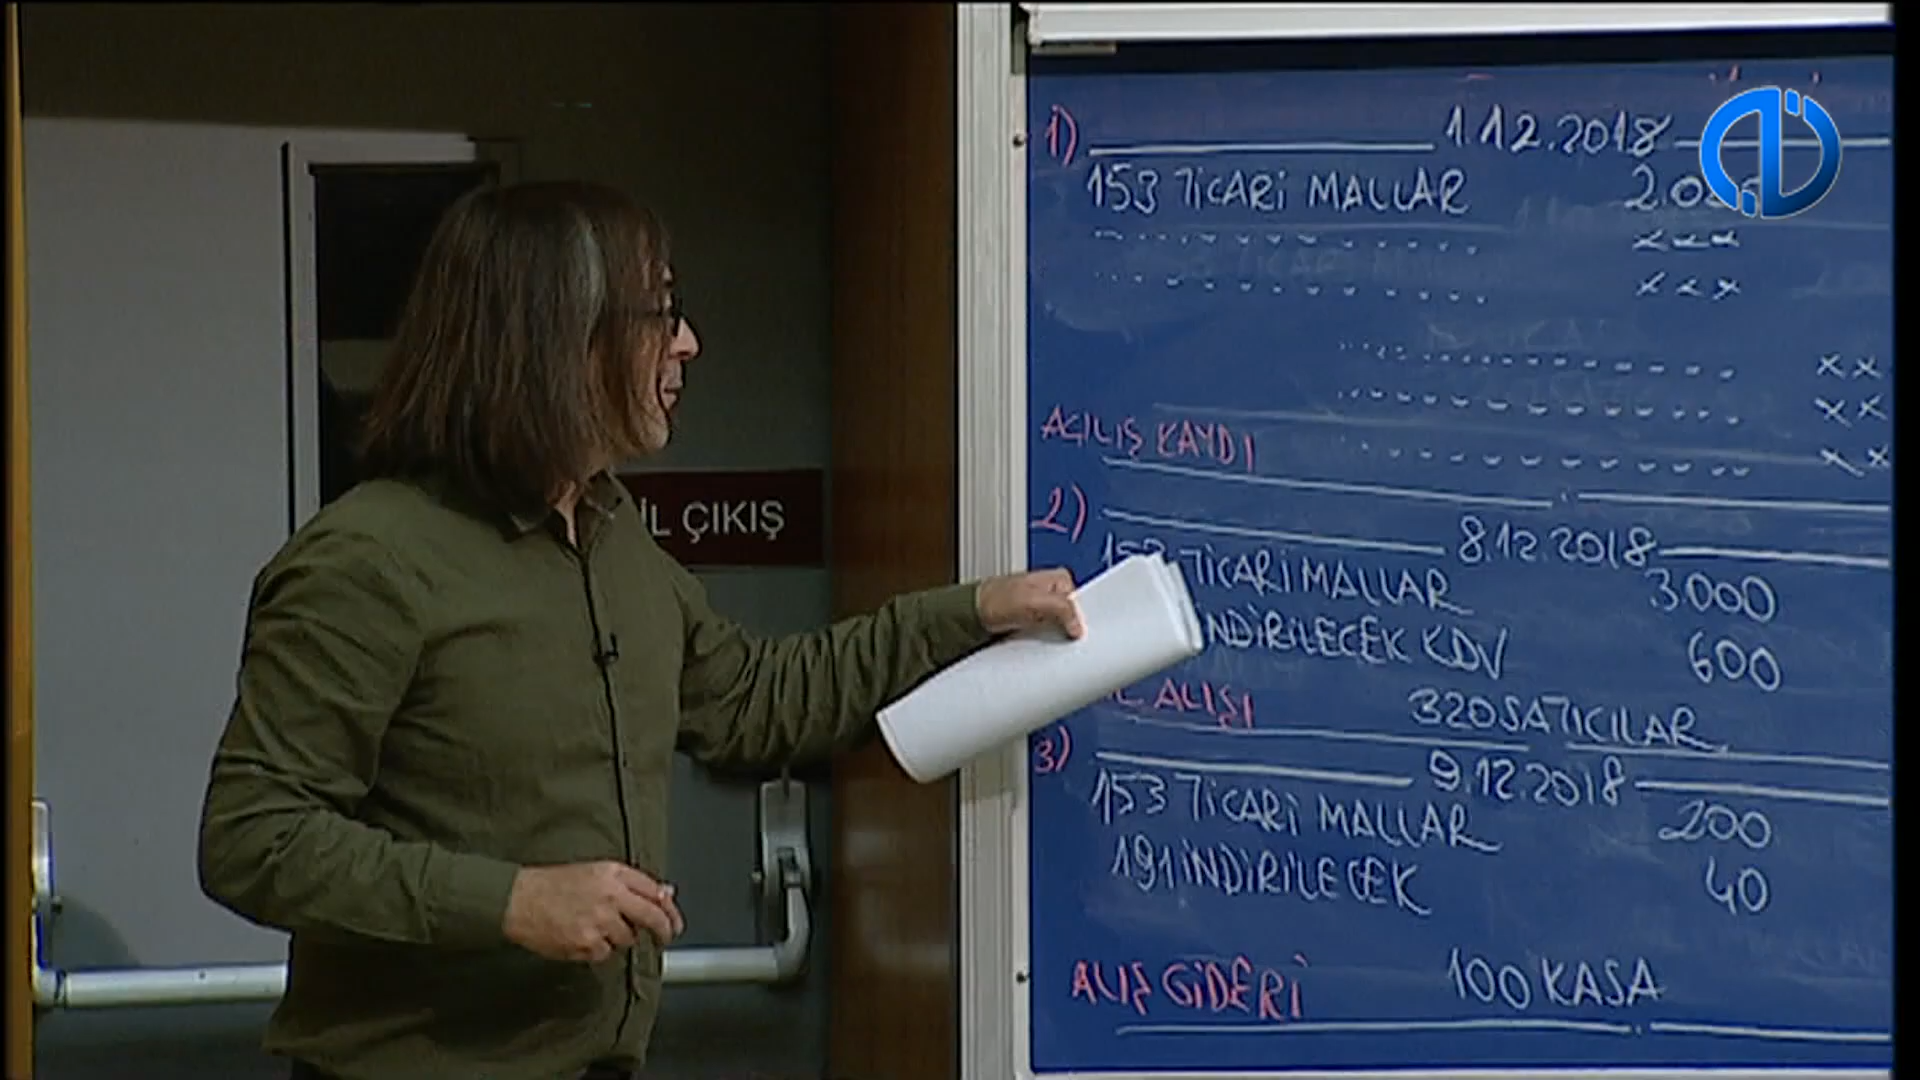 İL ÇIKIŞ
1) 1.12.2018
153 TİCARİ MALLAR
xxx
xxx
xx
xx
AÇILIŞ KAYDI xx
2) 8.12.2018
TİCARİ MALLAR 3.000
İNDİRİLECEK KDV 600
ALIŞI 320 SATICILAR
3) 9.12.2018
153 TİCARİ MALLAR 200
191 İNDİRİLECEK 40
ALIŞ GİDERİ 100 KASA